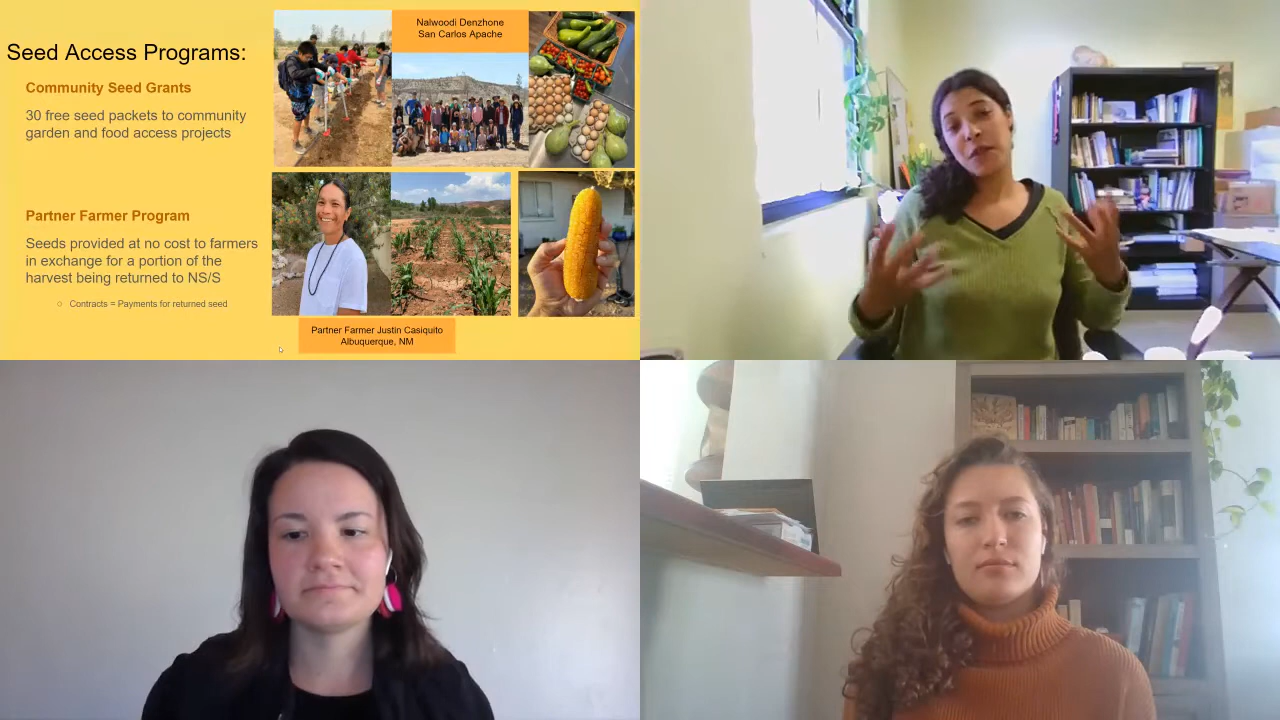 Seed Access Programs:
Community Seed Grants
30 free seed packets to community
garden and food access projects
Partner Farmer Program
Seeds provided at no cost to farmers
in exchange for a portion of the
harvest being returned to NS/S
○ Contracts = Payments for returned seed
Nalwoodi Denzhone
San Carlos Apache
Partner Farmer Justin Casiquito
Albuquerque, NM